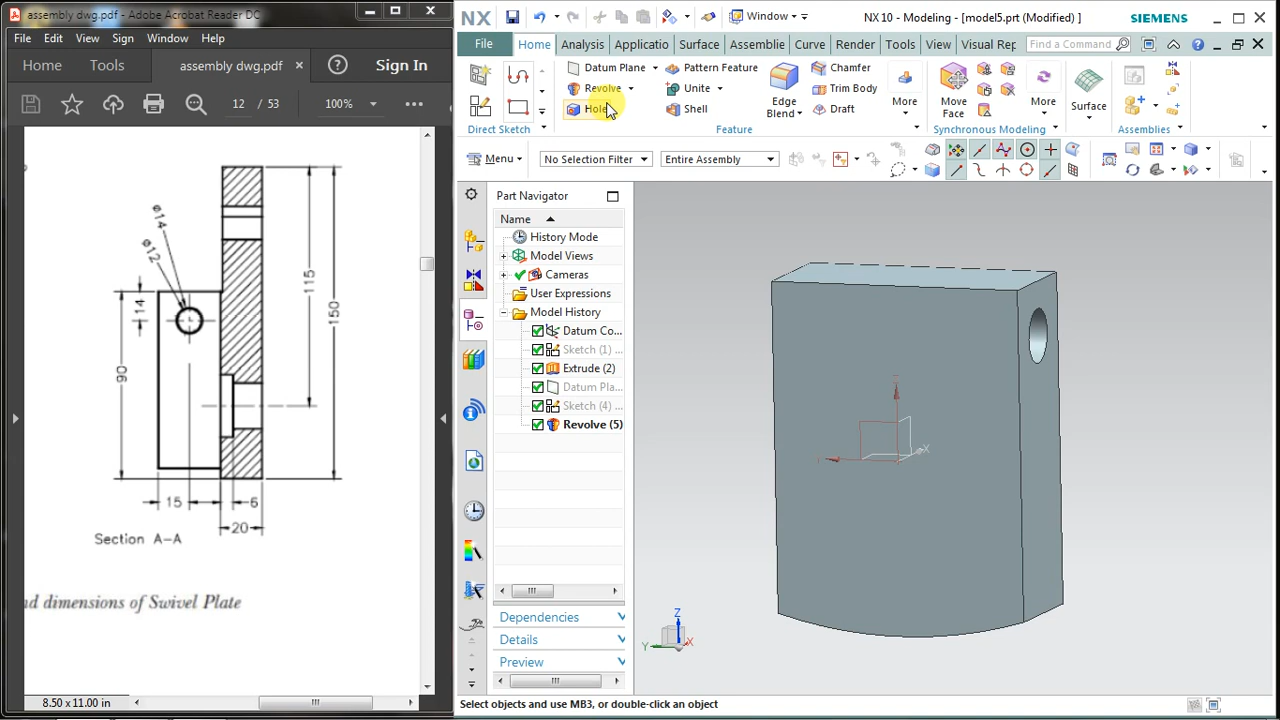 assembly dwg.pdf - Adobe Acrobat Reader DC
File Edit View Sign Window Help
Home Tools assembly dwg.pdf × Sign In
12 / 53 100%
ø14
ø12
14
90
115
150
15
6
20
Section A-A
nd dimensions of Swivel Plate
8.50 x 11.00 in
NX Window NX 10 - Modeling - [model5.prt (Modified) ] SIEMENS
File Home Analysis Applicatio Surface Assemblie Curve Render Tools View Visual Rep Find a Command
Datum Plane Pattern Feature Chamfer
Revolve Unite Trim Body
Hole Shell Draft
Edge Blend More Move Face More Surface
Direct Sketch Feature Synchronous Modeling Assemblies
Menu No Selection Filter Entire Assembly
Part Navigator
Name
History Mode
Model Views
Cameras
User Expressions
Model History
Datum Co...
Sketch (1) ...
Extrude (2)
Datum Pla...
Sketch (4) ...
Revolve (5)
Dependencies
Details
Preview
X
Z
Y X
Select objects and use MB3, or double-click an object